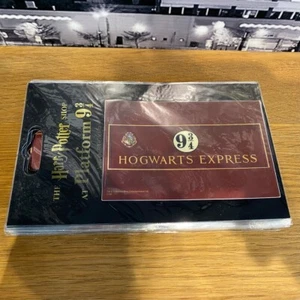 THE
Harry Potter SHOP
AT Platform 9¾
9¾
HOGWARTS EXPRESS